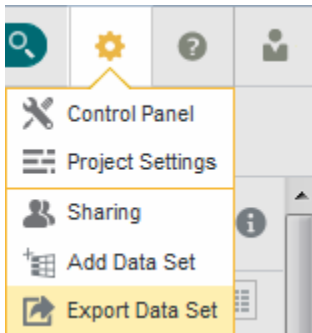 Control Panel
Project Settings
Sharing
Add Data Set
Export Data Set